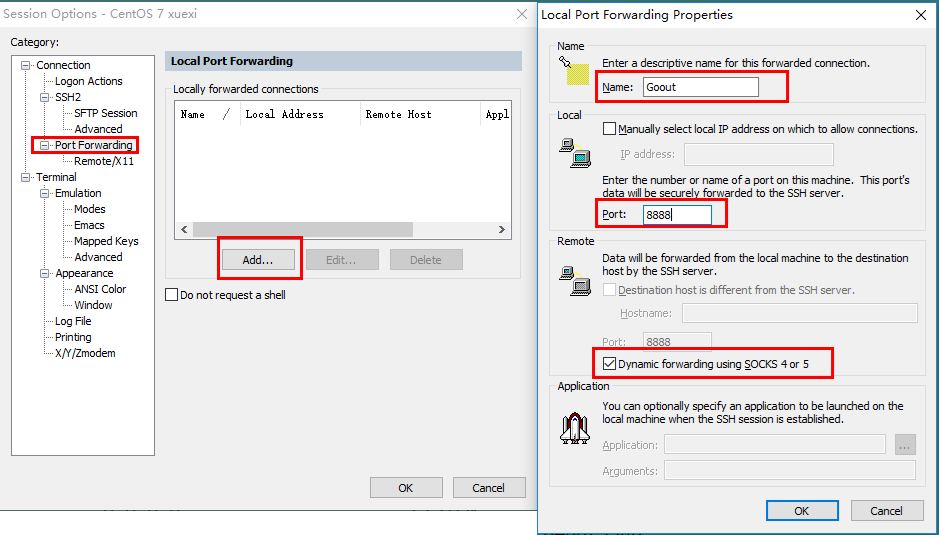 Session Options - CentOS 7 xuexi
Category:
Connection
Logon Actions
SSH2
SFTP Session
Advanced
Port Forwarding
Remote/X11
Terminal
Emulation
Modes
Emacs
Mapped Keys
Advanced
Appearance
ANSI Color
Window
Log File
Printing
X/Y/Zmodem
Local Port Forwarding
Locally forwarded connections
Name / Local Address Remote Host Appl
Add... Edit... Delete
Do not request a shell
OK Cancel
Local Port Forwarding Properties
Name
Enter a descriptive name for this forwarded connection.
Name: Goout
Local
Manually select local IP address on which to allow connections.
IP address:
Enter the number or name of a port on this machine. This port's
data will be securely forwarded to the SSH server.
Port: 8888
Remote
Data will be forwarded from the local machine to the destination
host by the SSH server.
Destination host is different from the SSH server.
Hostname:
Port: 8888
Dynamic forwarding using SOCKS 4 or 5
Application
You can optionally specify an application to be launched on the
local machine when the SSH session is established.
Application: ...
Arguments:
OK Cancel